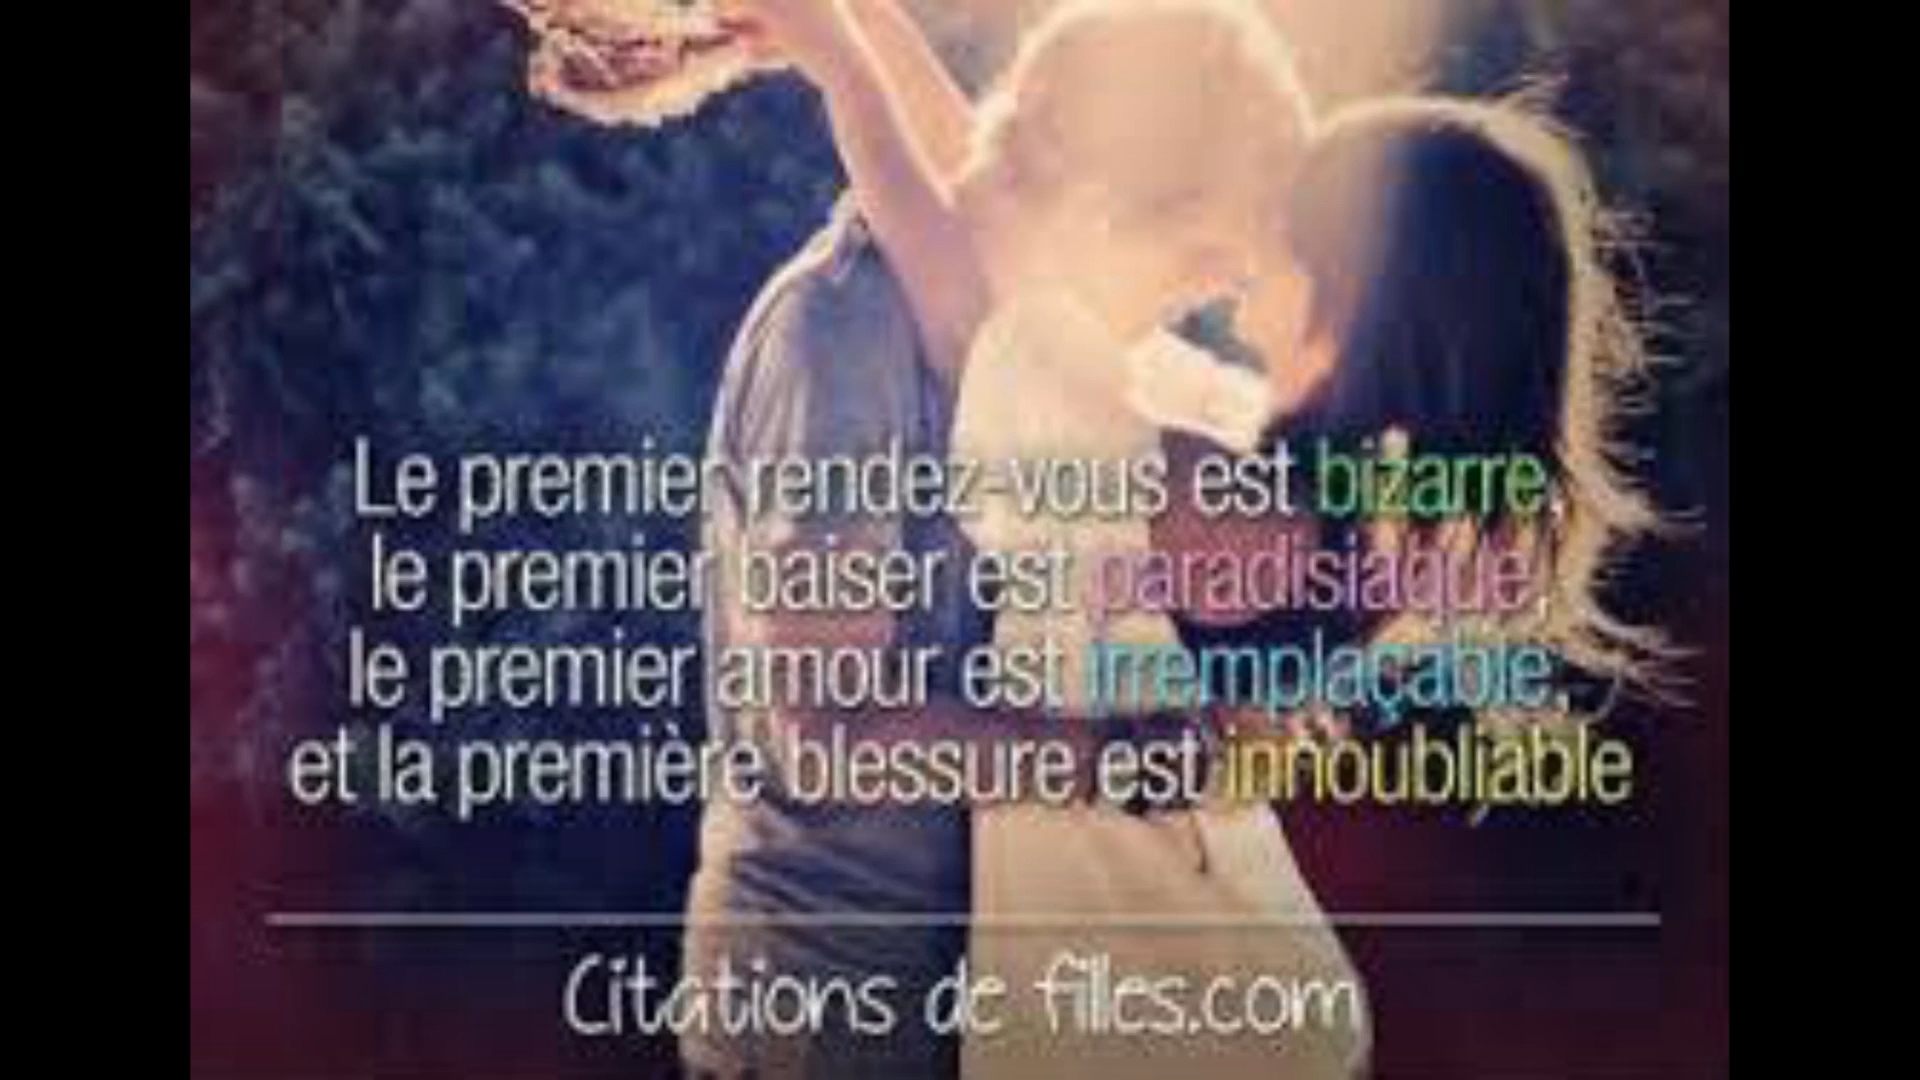 Le premier rendez-vous est bizarre,
le premier baiser est paradisiaque,
le premier amour est irremplaçable,
et la première blessure est innoubliable
Citations de filles.com